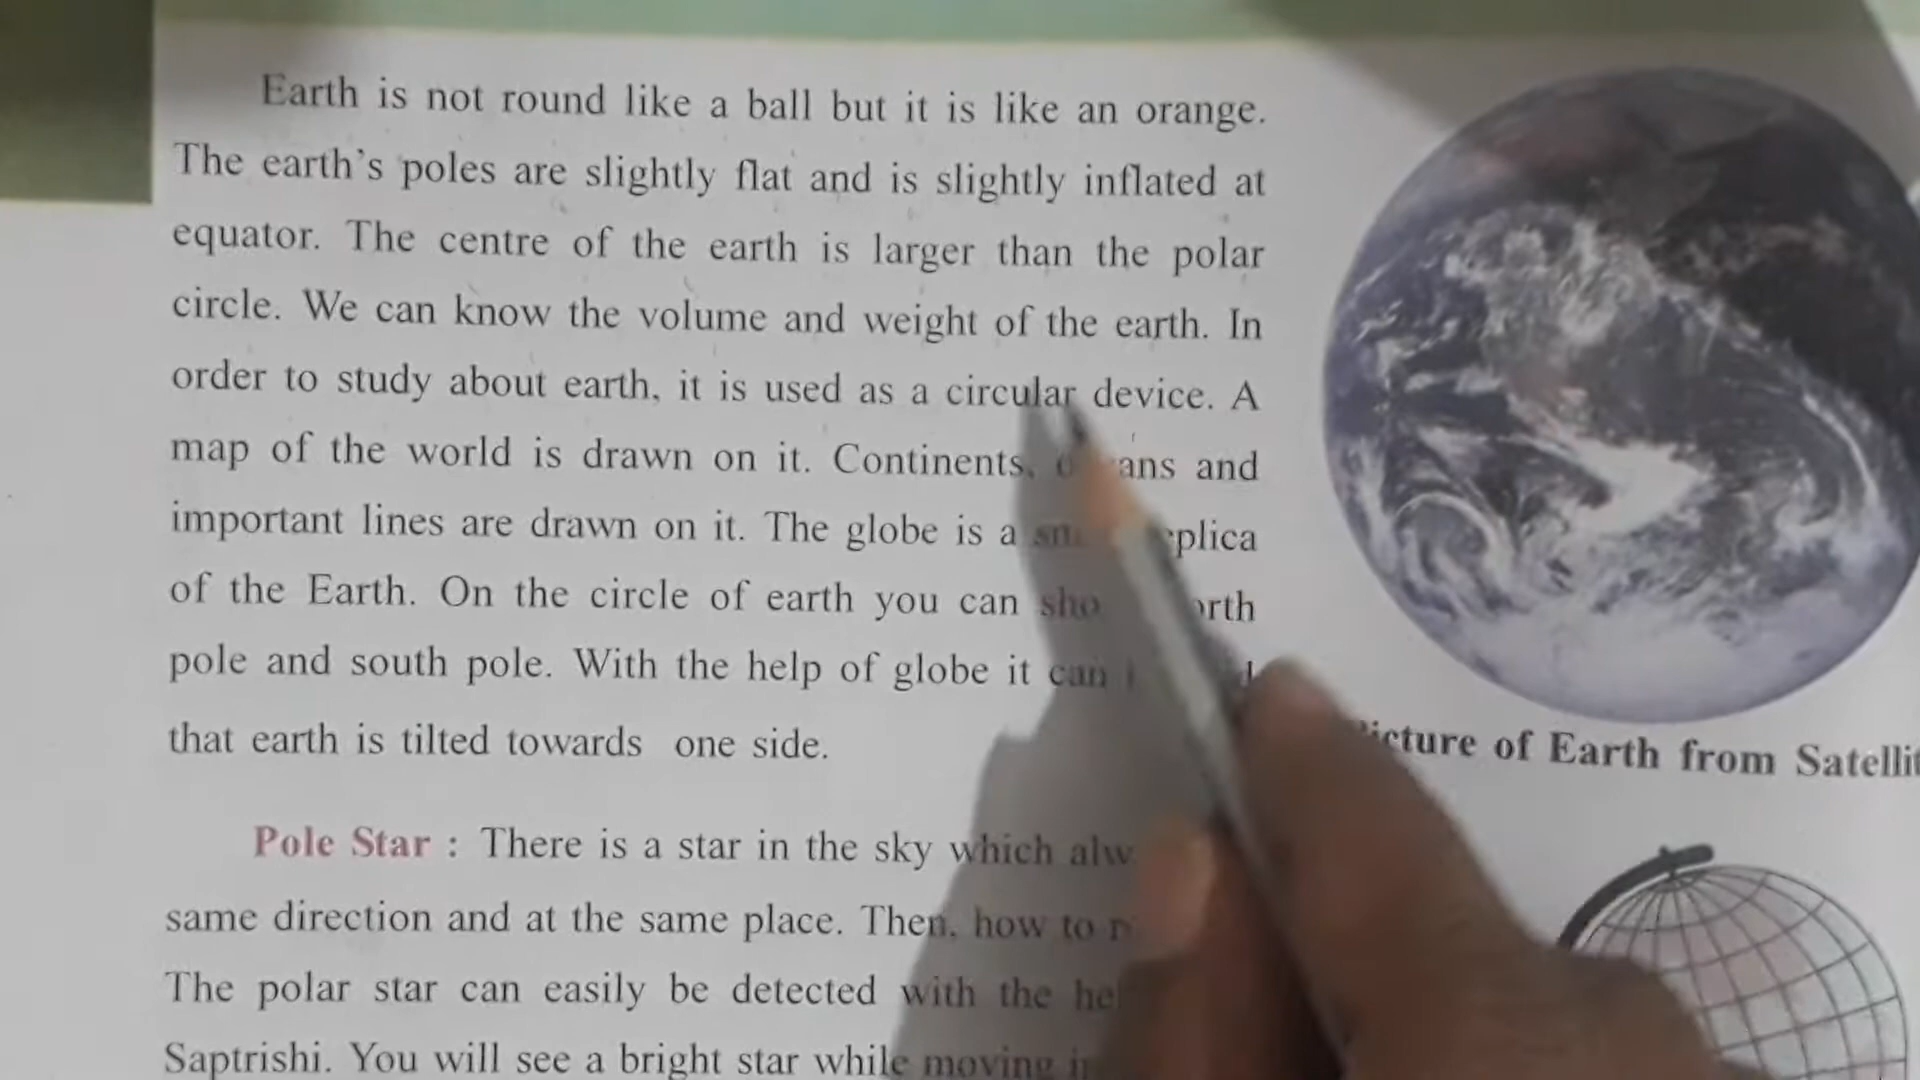 Earth is not round like a ball but it is like an orange.
The earth's poles are slightly flat and is slightly inflated at
equator. The centre of the earth is larger than the polar
circle. We can know the volume and weight of the earth. In
order to study about earth, it is used as a circular device. A
map of the world is drawn on it. Continents, and
important lines are drawn on it. The globe is a
of the Earth. On the circle of earth you can
pole and south pole. With the help of globe it can
that earth is tilted towards one side.
of Earth from
Pole Star : There is a star in the sky which
same direction and at the same place. Then, how to
The polar star can easily be detected with the
Saptrishi. You will see a bright star while moving